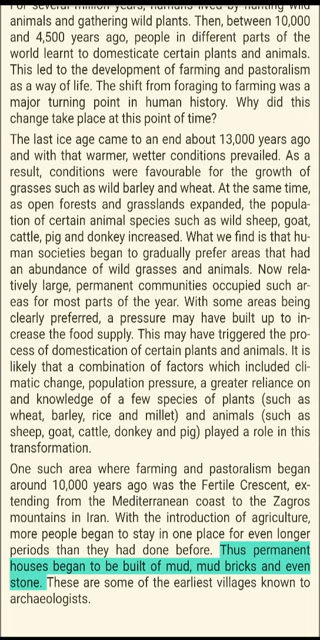 For several million years, humans lived by hunting wild
animals and gathering wild plants. Then, between 10,000
and 4,500 years ago, people in different parts of the
world learnt to domesticate certain plants and animals.
This led to the development of farming and pastoralism
as a way of life. The shift from foraging to farming was a
major turning point in human history. Why did this
change take place at this point of time?
The last ice age came to an end about 13,000 years ago
and with that warmer, wetter conditions prevailed. As a
result, conditions were favourable for the growth of
grasses such as wild barley and wheat. At the same time,
as open forests and grasslands expanded, the popula-
tion of certain animal species such as wild sheep, goat,
cattle, pig and donkey increased. What we find is that hu-
man societies began to gradually prefer areas that had
an abundance of wild grasses and animals. Now rela-
tively large, permanent communities occupied such ar-
eas for most parts of the year. With some areas being
clearly preferred, a pressure may have built up to in-
crease the food supply. This may have triggered the pro-
cess of domestication of certain plants and animals. It is
likely that a combination of factors which included cli-
matic change, population pressure, a greater reliance on
and knowledge of a few species of plants (such as
wheat, barley, rice and millet) and animals (such as
sheep, goat, cattle, donkey and pig) played a role in this
transformation.
One such area where farming and pastoralism began
around 10,000 years ago was the Fertile Crescent, ex-
tending from the Mediterranean coast to the Zagros
mountains in Iran. With the introduction of agriculture,
more people began to stay in one place for even longer
periods than they had done before. Thus permanent
houses began to be built of mud, mud bricks and even
stone. These are some of the earliest villages known to
archaeologists.